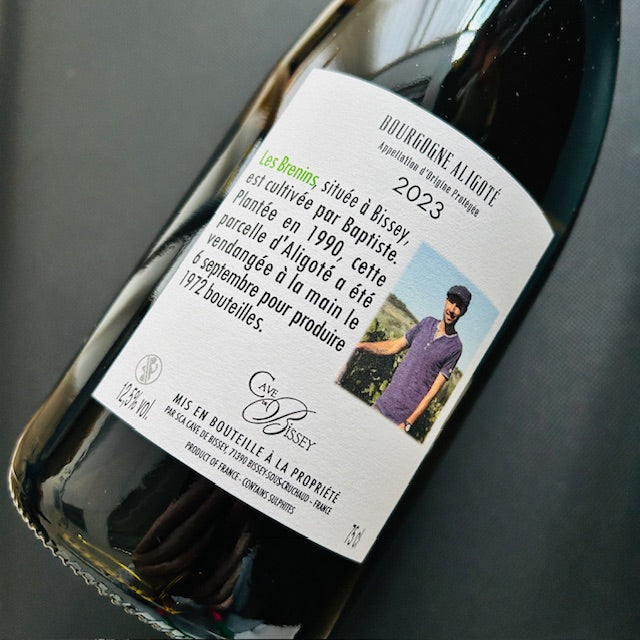 BOURGOGNE ALIGOTÉ
Appellation d'Origine Protégée
2023
Les Brenins, située à Bissey,
est cultivée par Baptiste.
Plantée en 1990, cette
parcelle d'Aligoté a été
vendangée à la main le
6 septembre pour produire
1972 bouteilles.
CAVE de BISSEY
12,5% vol.
MIS EN BOUTEILLE À LA PROPRIÉTÉ
PAR SCA CAVE DE BISSEY, 71390 BISSEY-SOUS-CRUCHAUD - FRANCE
PRODUCT OF FRANCE - CONTAINS SULPHITES
75cl